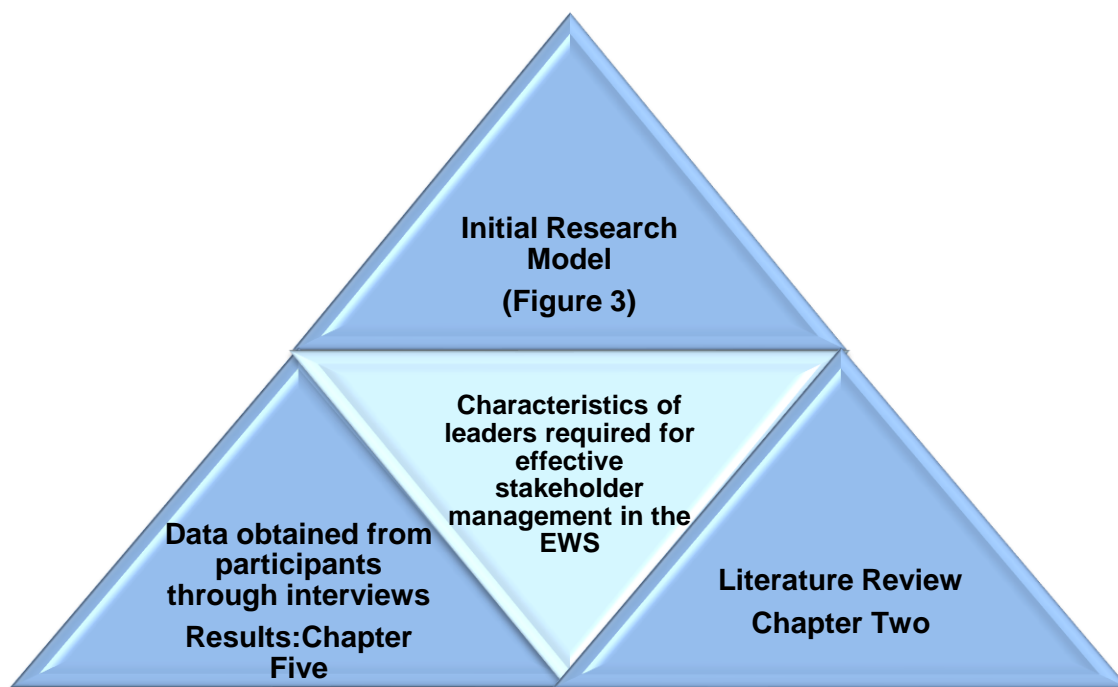 Initial Research
Model
(Figure 3)
Characteristics of
leaders required for
effective
stakeholder
management in the
EWS
Data obtained from
participants
through interviews
Results:Chapter
Five
Literature Review
Chapter Two